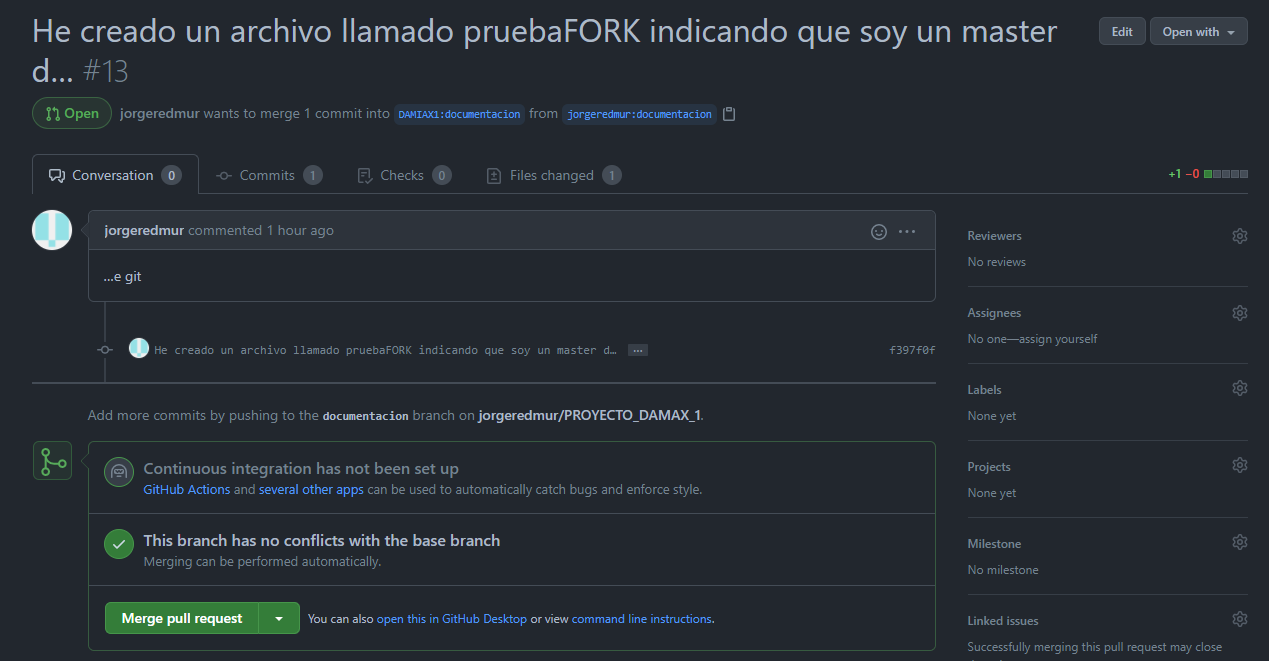 He creado un archivo llamado pruebaFORK indicando que soy un master
d... #13
Edit
Open with
Open
jorgeredmur wants to merge 1 commit into DAMIAX1:documentacion from jorgeredmur:documentacion
Conversation 0
Commits 1
Checks 0
Files changed 1
+1 −0
jorgeredmur commented 1 hour ago
...e git
He creado un archivo llamado pruebaFORK indicando que soy un master d… ...
f397f0f
Add more commits by pushing to the documentacion branch on jorgeredmur/PROYECTO_DAMAX_1.
Continuous integration has not been set up
GitHub Actions and several other apps can be used to automatically catch bugs and enforce style.
This branch has no conflicts with the base branch
Merging can be performed automatically.
Merge pull request
You can also open this in GitHub Desktop or view command line instructions.
Reviewers
No reviews
Assignees
No one—assign yourself
Labels
None yet
Projects
None yet
Milestone
No milestone
Linked issues
Successfully merging this pull request may close